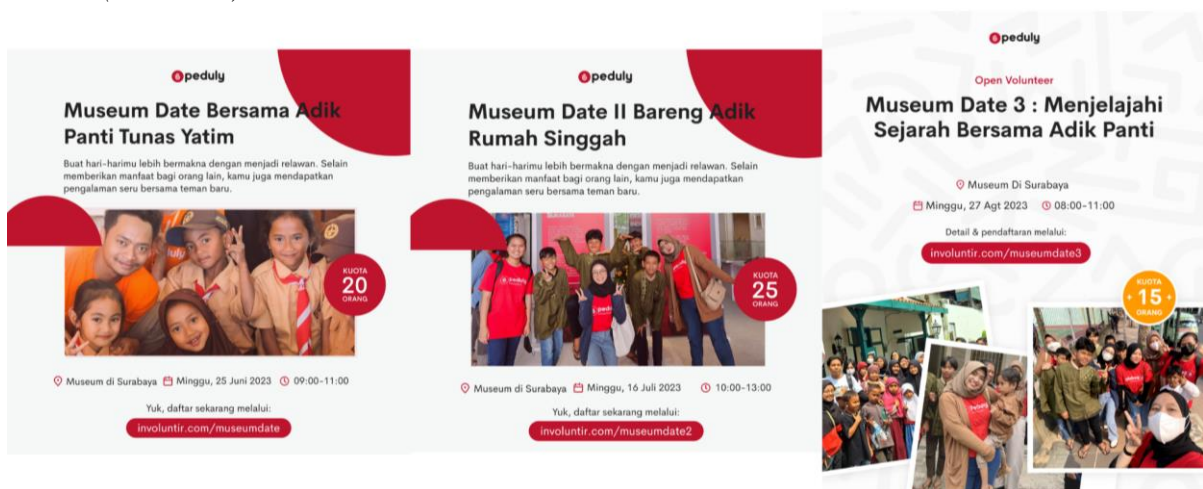 peduly
Museum Date Bersama Adik
Panti Tunas Yatim
Buat hari-harimu lebih bermakna dengan menjadi relawan. Selain
memberikan manfaat bagi orang lain, kamu juga mendapatkan
pengalaman seru bersama teman baru.
KUOTA
20
ORANG
Museum di Surabaya Minggu, 25 Juni 2023 09:00-11:00
Yuk, daftar sekarang melalui:
involuntir.com/museumdate
peduly
Museum Date II Bareng Adik
Rumah Singgah
Buat hari-harimu lebih bermakna dengan menjadi relawan. Selain
memberikan manfaat bagi orang lain, kamu juga mendapatkan
pengalaman seru bersama teman baru.
peduly
KUOTA
25
ORANG
Museum di Surabaya Minggu, 16 Juli 2023 10:00-13:00
Yuk, daftar sekarang melalui:
involuntir.com/museumdate2
peduly
Open Volunteer
Museum Date 3 : Menjelajahi
Sejarah Bersama Adik Panti
Museum Di Surabaya
Minggu, 27 Agt 2023 08:00-11:00
Detail & pendaftaran melalui:
involuntir.com/museumdate3
KUOTA
+ 15 +
ORANG